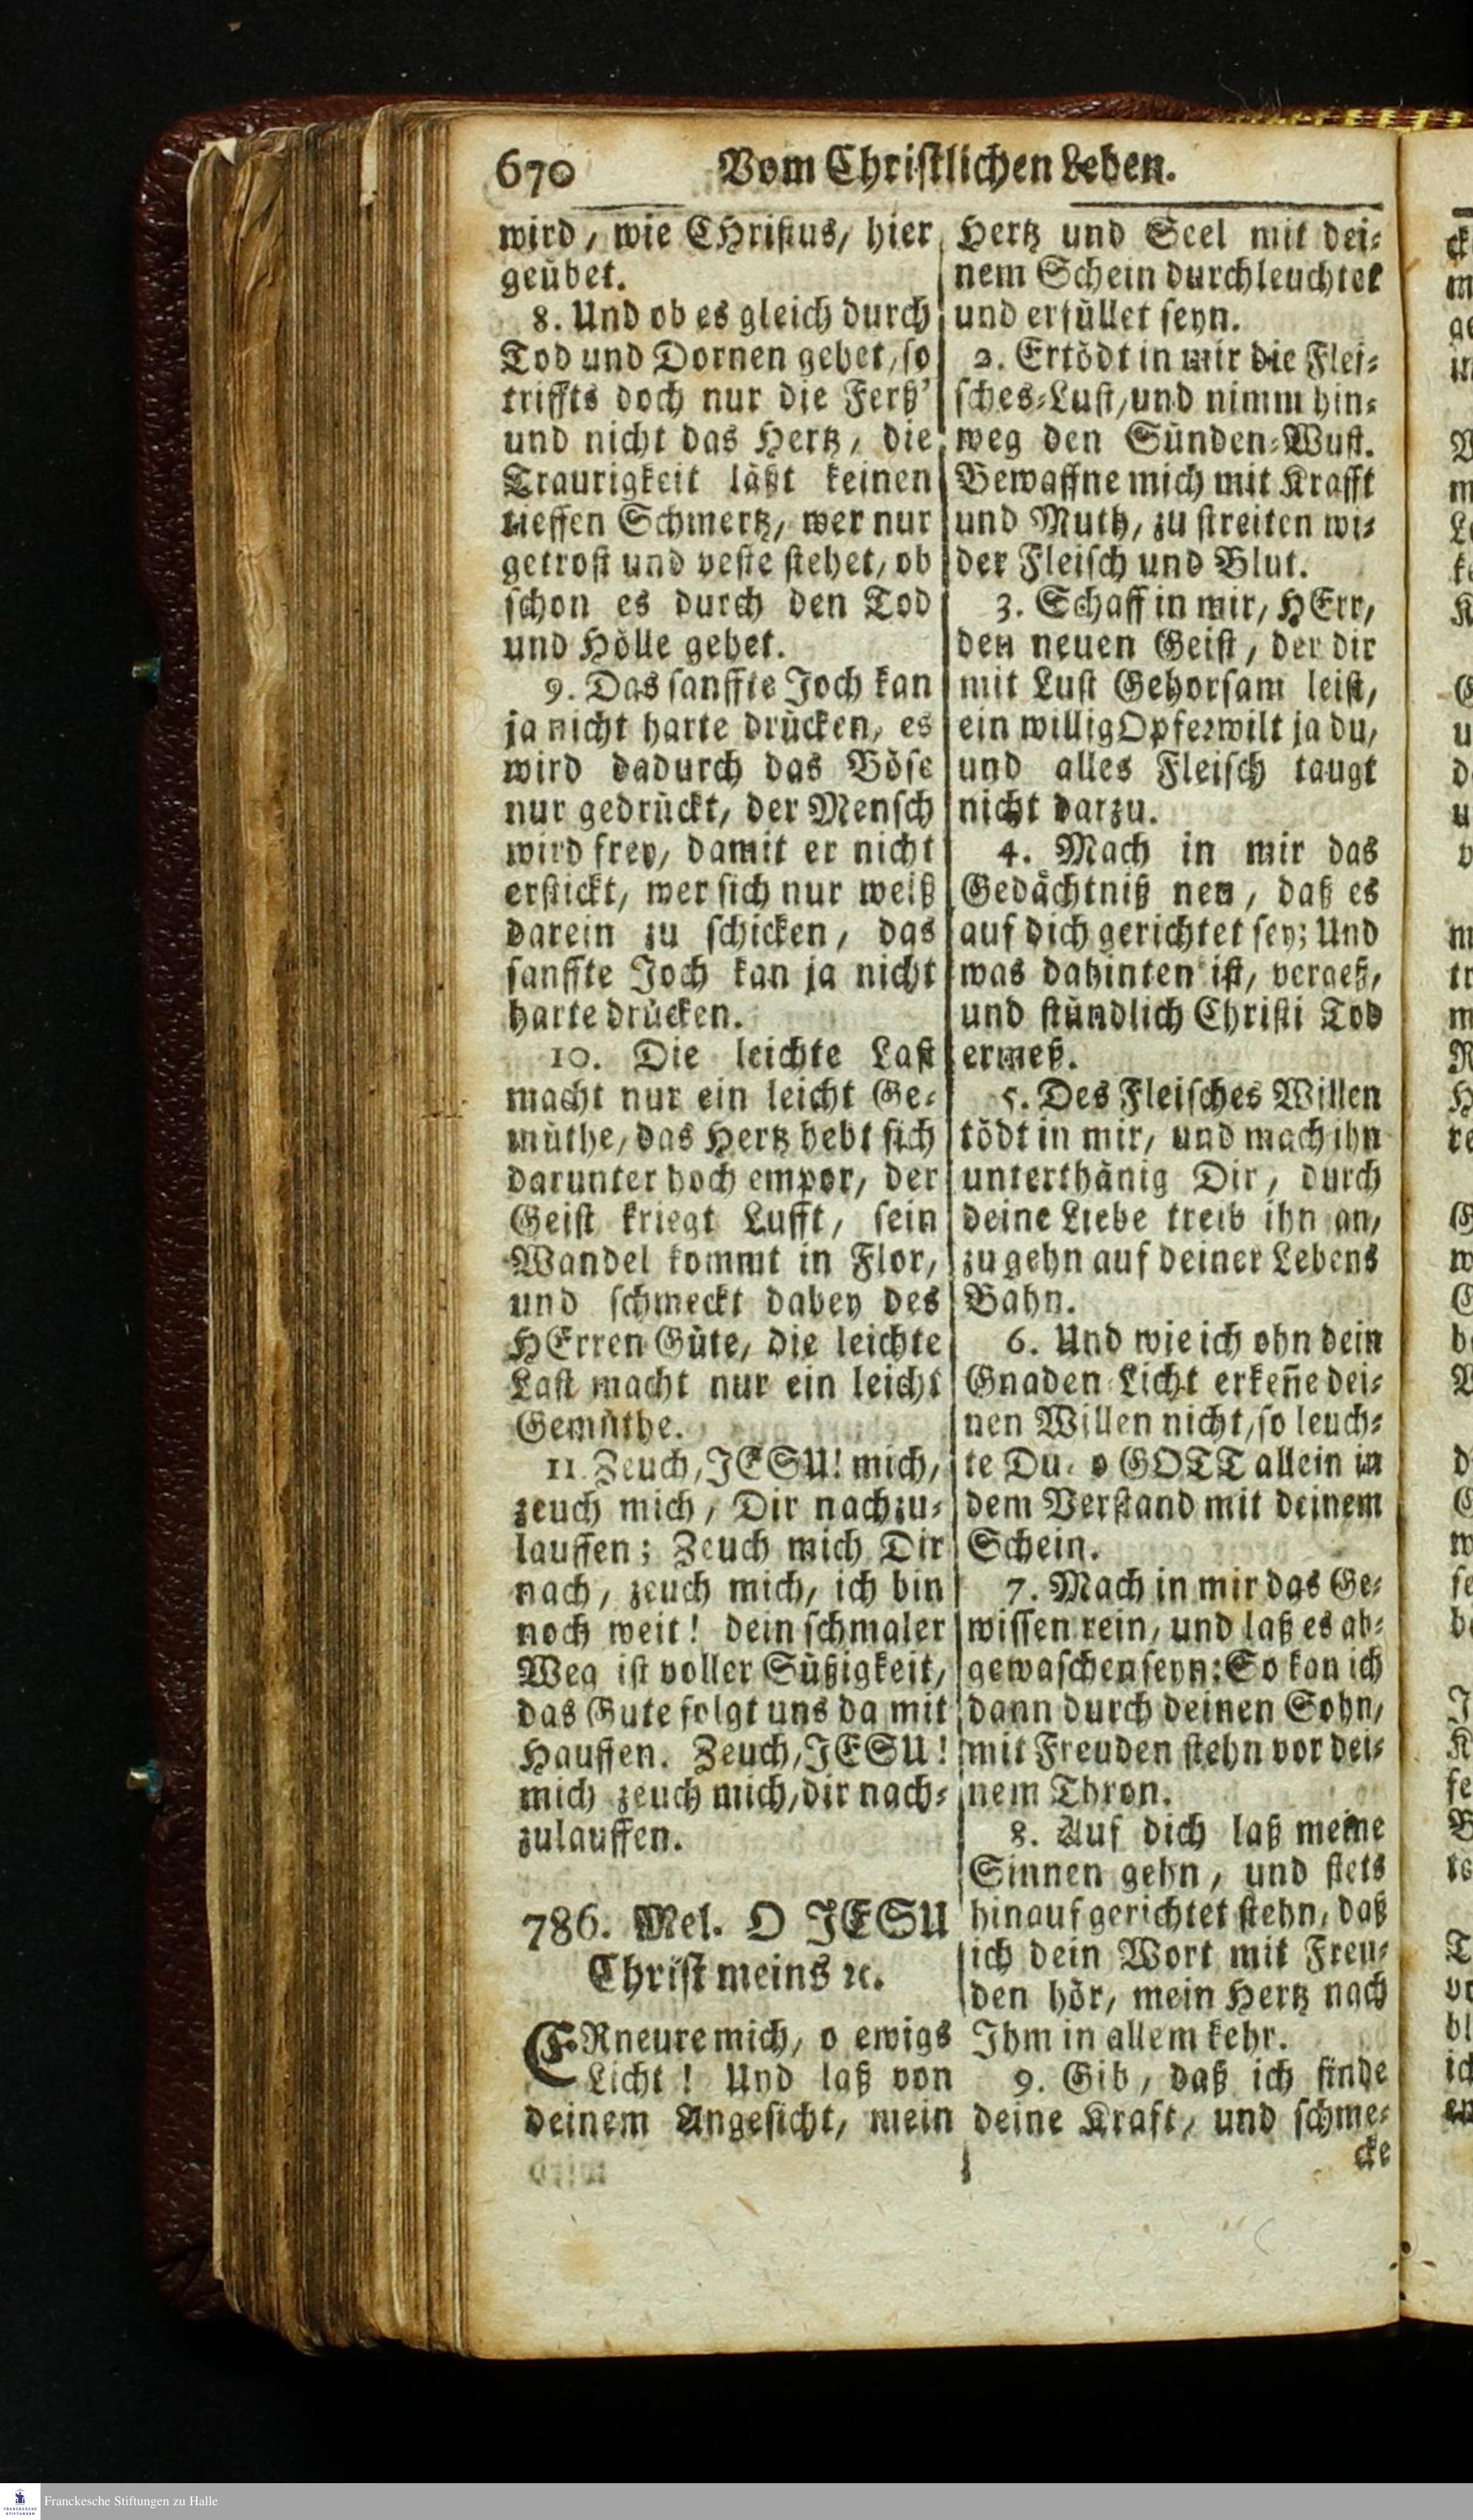 670 Vom Christlichen Leben.
wird, wie CHristus, hier
geübet.
8. Und ob es gleich durch
Tod und Dornen gehet, so
triffts doch nur die Ferß'
und nicht das Hertz, die
Traurigkeit läßt keinen
tieffen Schmertz, wer nur
getrost und veste stehet, ob
schon es durch den Tod
und Hölle gehet.
9. Das sanffte Joch kan
ja nicht harte drücken, es
wird dadurch das Böse
nur gedrückt, der Mensch
wird frey, damit er nicht
erstickt, wer sich nur weiß
darein zu schicken, das
sanffte Joch kan ja nicht
harte drücken.
10. Die leichte Last
macht nur ein leicht Ge-
müthe, das Hertz hebt sich
darunter hoch empor, der
Geist kriegt Lufft, sein
Wandel kommt in Flor,
und schmeckt dabey des
HErren Güte, die leichte
Last macht nur ein leicht
Gemüthe.
11. Zeuch, JESU! mich,
zeuch mich, Dir nachzu-
lauffen; Zeuch mich Dir
nach, zeuch mich, ich bin
noch weit! dein schmaler
Weg ist voller Süßigkeit,
das Gute folgt uns da mit
Hauffen. Zeuch, JESU!
mich zeuch mich, dir nach-
zulauffen.
786. Mel. O JESU
Christ meins ꝛc.
ERneure mich, o ewigs
Licht! Und laß von
deinem Angesicht, mein
Hertz und Seel mit dei-
nem Schein durchleuchtet
und erfüllet seyn.
2. Ertödt in mir die Flei-
sches-Lust, und nimm hin-
weg den Sünden-Wust.
Bewaffne mich mit Krafft
und Muth, zu streiten wi-
der Fleisch und Blut.
3. Schaff in mir, HErr,
den neuen Geist, der dir
mit Lust Gehorsam leist,
ein willig Opfer wilt ja du,
und alles Fleisch taugt
nicht darzu.
4. Mach in mir das
Gedächtniß neu, daß es
auf dich gerichtet sey; Und
was dahinten ist, vergeß,
und stündlich Christi Tod
ermeß.
5. Des Fleisches Willen
tödt in mir, und mach ihn
unterthänig Dir, durch
deine Liebe treib ihn an,
zu gehn auf deiner Lebens
Bahn.
6. Und wie ich ohn dein
Gnaden Licht erkeñe dei-
nen Willen nicht, so leuch-
te Du, o GOTT allein in
dem Verstand mit deinem
Schein.
7. Mach in mir das Ge-
wissen rein, und laß es ab-
gewaschen seyn: So kan ich
dann durch deinen Sohn,
mit Freuden stehn vor dei-
nem Thron.
8. Auf dich laß meine
Sinnen gehn, und stets
hinauf gerichtet stehn, daß
ich dein Wort mit Freu-
den hör, mein Hertz nach
Ihm in allem kehr.
9. Gib, daß ich finde
deine Kraft, und schme-
cke
Franckesche Stiftungen zu Halle